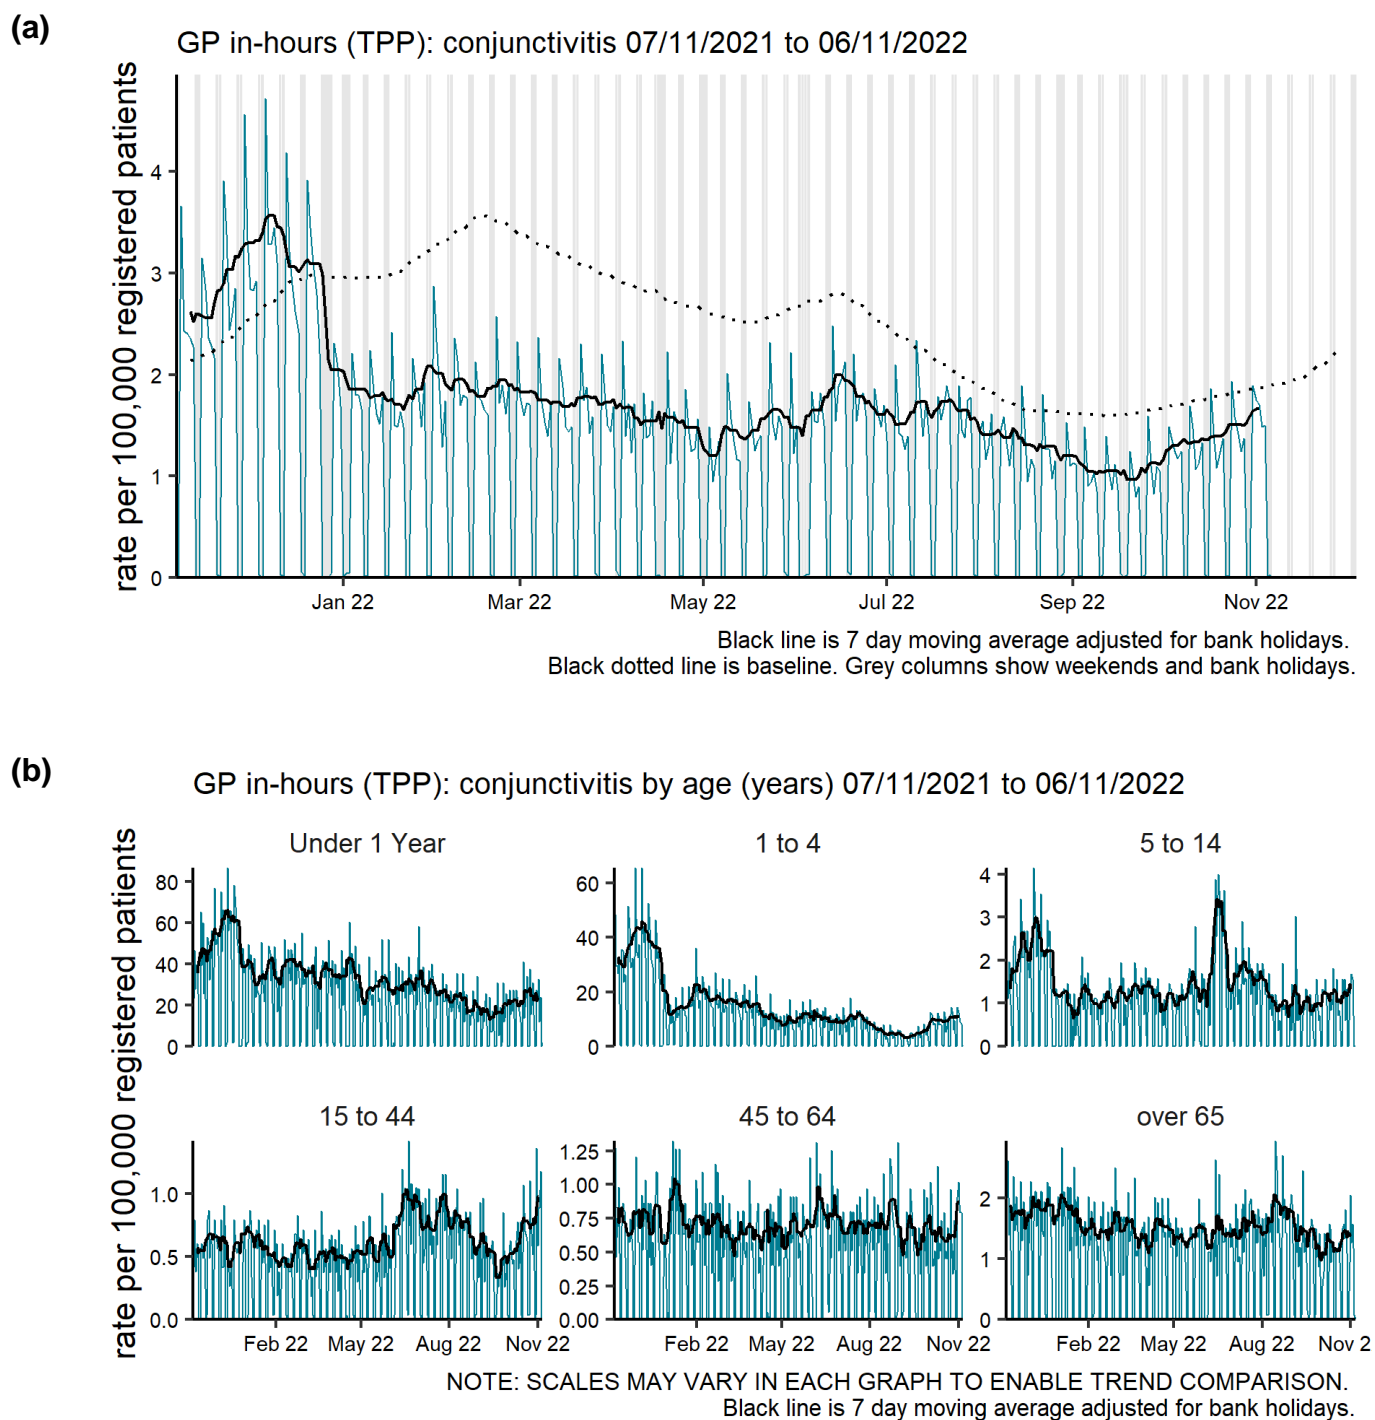 (a)
GP in-hours (TPP): conjunctivitis 07/11/2021 to 06/11/2022
rate per 100,000 registered patients
4
3
2
1
0
Jan 22 Mar 22 May 22 Jul 22 Sep 22 Nov 22
Black line is 7 day moving average adjusted for bank holidays.
Black dotted line is baseline. Grey columns show weekends and bank holidays.
(b)
GP in-hours (TPP): conjunctivitis by age (years) 07/11/2021 to 06/11/2022
rate per 100,000 registered patients
Under 1 Year
80
60
40
20
0
1 to 4
60
40
20
0
5 to 14
4
3
2
1
0
15 to 44
1.0
0.5
0.0
Feb 22 May 22 Aug 22 Nov 22
45 to 64
1.25
1.00
0.75
0.50
0.25
0.00
Feb 22 May 22 Aug 22 Nov 22
over 65
2
1
0
Feb 22 May 22 Aug 22 Nov 2
NOTE: SCALES MAY VARY IN EACH GRAPH TO ENABLE TREND COMPARISON.
Black line is 7 day moving average adjusted for bank holidays.